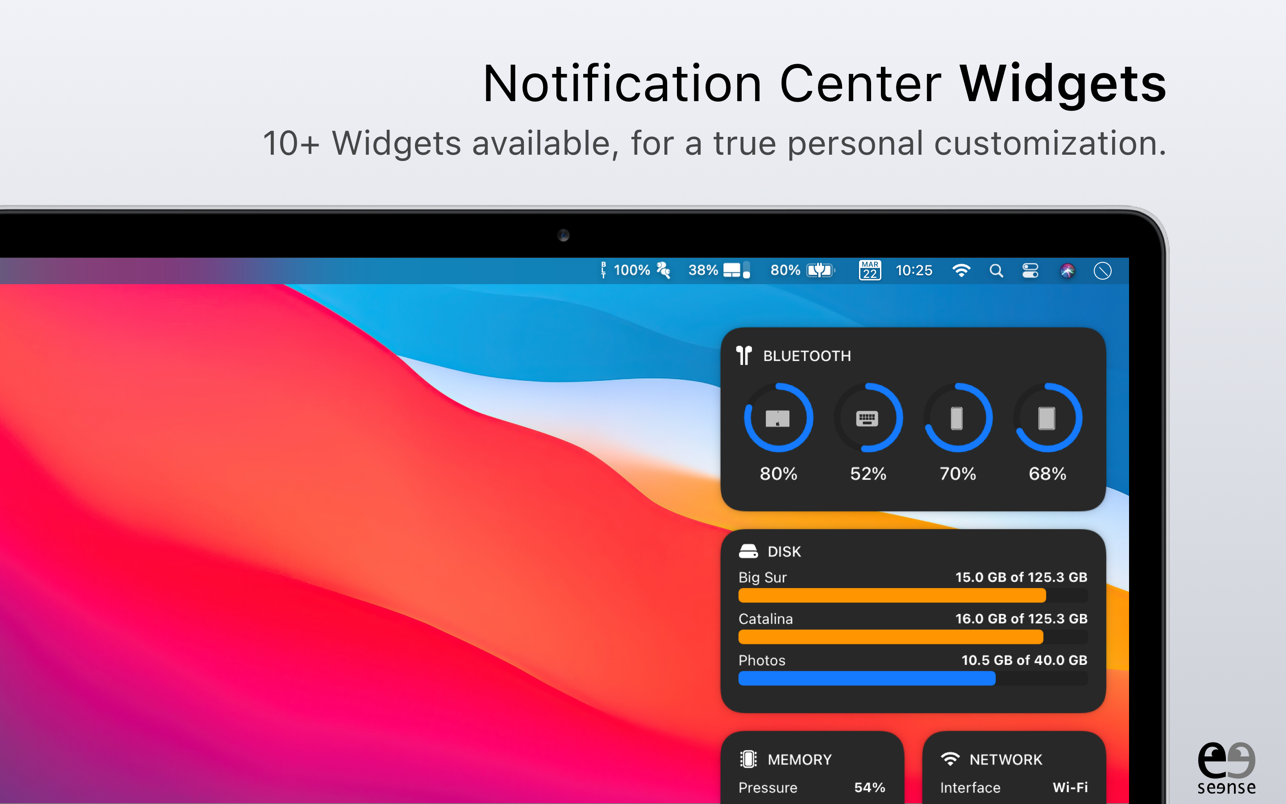 Notification Center Widgets
10+ Widgets available, for a true personal customization.
100% 38% 80% MAR 22 10:25
BLUETOOTH
80% 52% 70% 68%
DISK
Big Sur 15.0 GB of 125.3 GB
Catalina 16.0 GB of 125.3 GB
Photos 10.5 GB of 40.0 GB
MEMORY
Pressure 54%
NETWORK
Interface Wi-Fi
seense